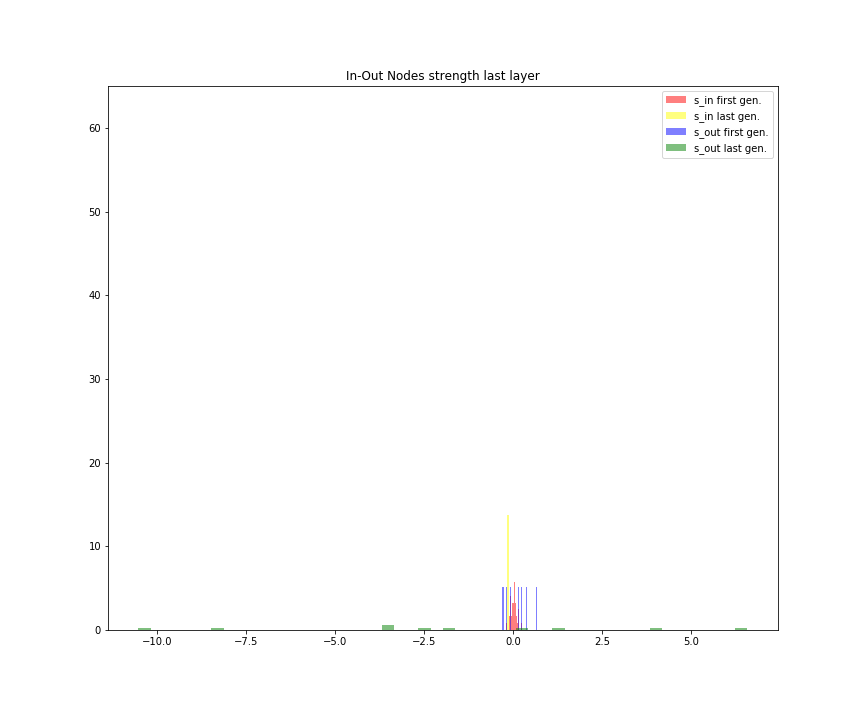 In-Out Nodes strength last layer
s_in first gen.
s_in last gen.
s_out first gen.
s_out last gen.
60
50
40
30
20
10
0
−10.0 −7.5 −5.0 −2.5 0.0 2.5 5.0